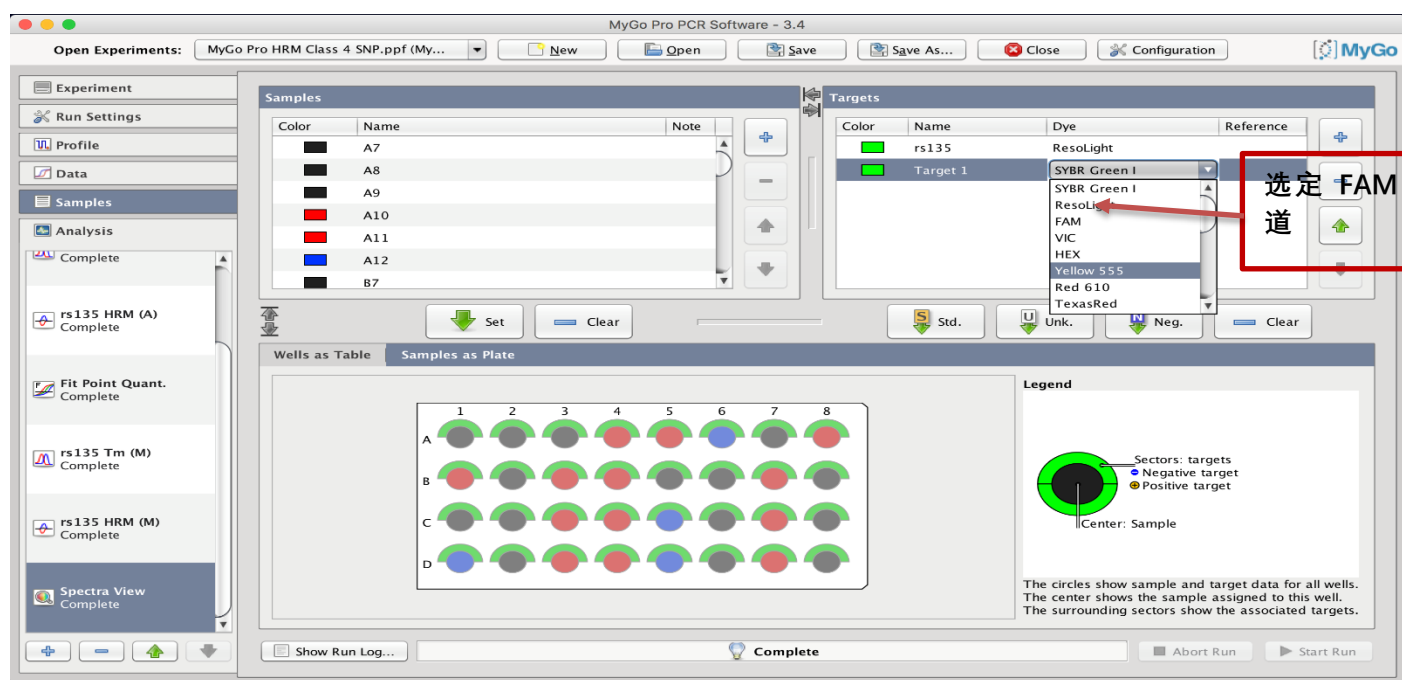 MyGo Pro PCR Software - 3.4
Open Experiments: MyGo Pro HRM Class 4 SNP.ppf (My... New Open Save Save As... Close Configuration MyGo
Experiment
Run Settings
Profile
Data
Samples
Analysis
Complete
rs135 HRM (A)
Complete
Fit Point Quant.
Complete
rs135 Tm (M)
Complete
rs135 HRM (M)
Complete
Spectra View
Complete
Samples
Color Name Note
A7
A8
A9
A10
A11
A12
B7
Targets
Color Name Dye Reference
rs135 ResoLight
Target 1 SYBR Green I
SYBR Green I
ResoLight
FAM
VIC
HEX
Yellow 555
Red 610
TexasRed
选定 FAM
道
Set Clear
S Std. U Unk. N Neg. Clear
Wells as Table Samples as Plate
1 2 3 4 5 6 7 8
A
B
C
D
Legend
Sectors: targets
Negative target
Positive target
Center: Sample
The circles show sample and target data for all wells.
The center shows the sample assigned to this well.
The surrounding sectors show the associated targets.
Show Run Log... Complete Abort Run Start Run